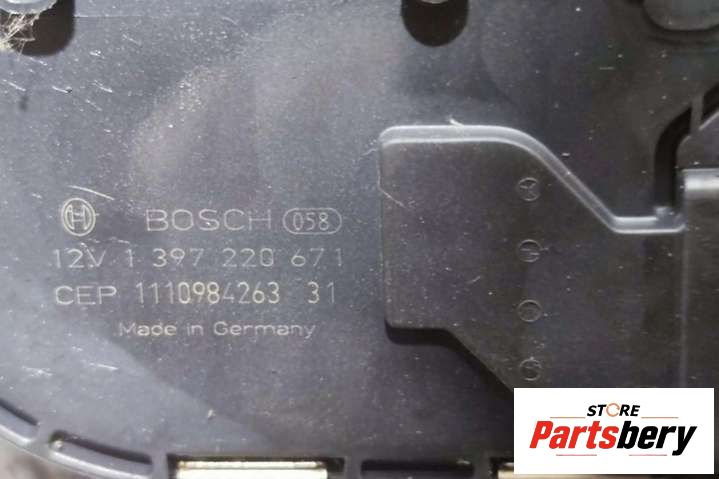 BOSCH 058
12V 1 397 220 671
CEP 1110984263 31
Made in Germany
STORE
Partsbery